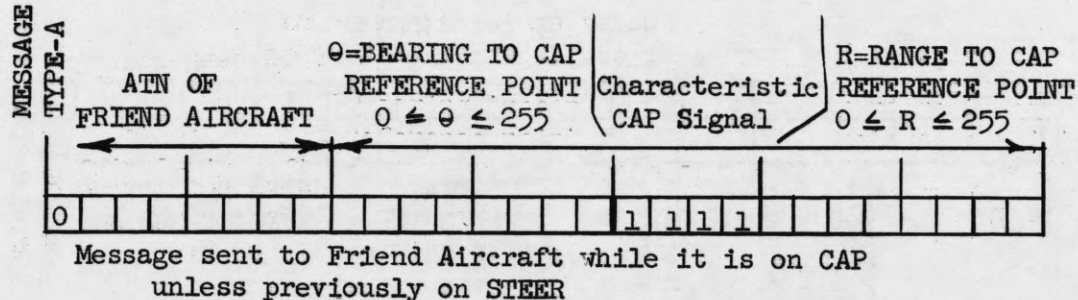 MESSAGE
TYPE-A
ATN OF
FRIEND AIRCRAFT
θ=BEARING TO CAP
REFERENCE POINT
0 ≤ θ ≤ 255
Characteristic
CAP Signal
R=RANGE TO CAP
REFERENCE POINT
0 ≤ R ≤ 255
0 1 1 1 1
Message sent to Friend Aircraft while it is on CAP
unless previously on STEER